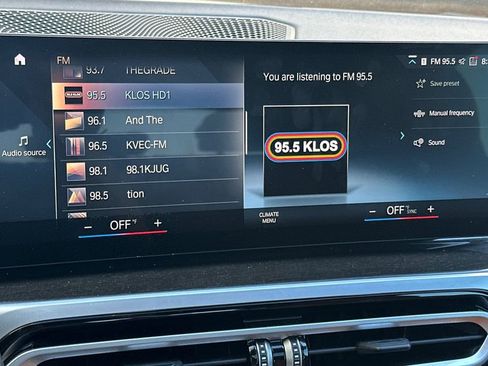 FM
FM 95.5
8:
93.7 THEGRADE
You are listening to FM 95.5
95.5 KLOS HD1
Save preset
96.1 And The
Manual frequency
96.5 KVEC-FM
95.5 KLOS
Sound
Audio source
98.1 98.1KJUG
98.5 tion
− OFF °F +
CLIMATE
MENU
− OFF °F SYNC +